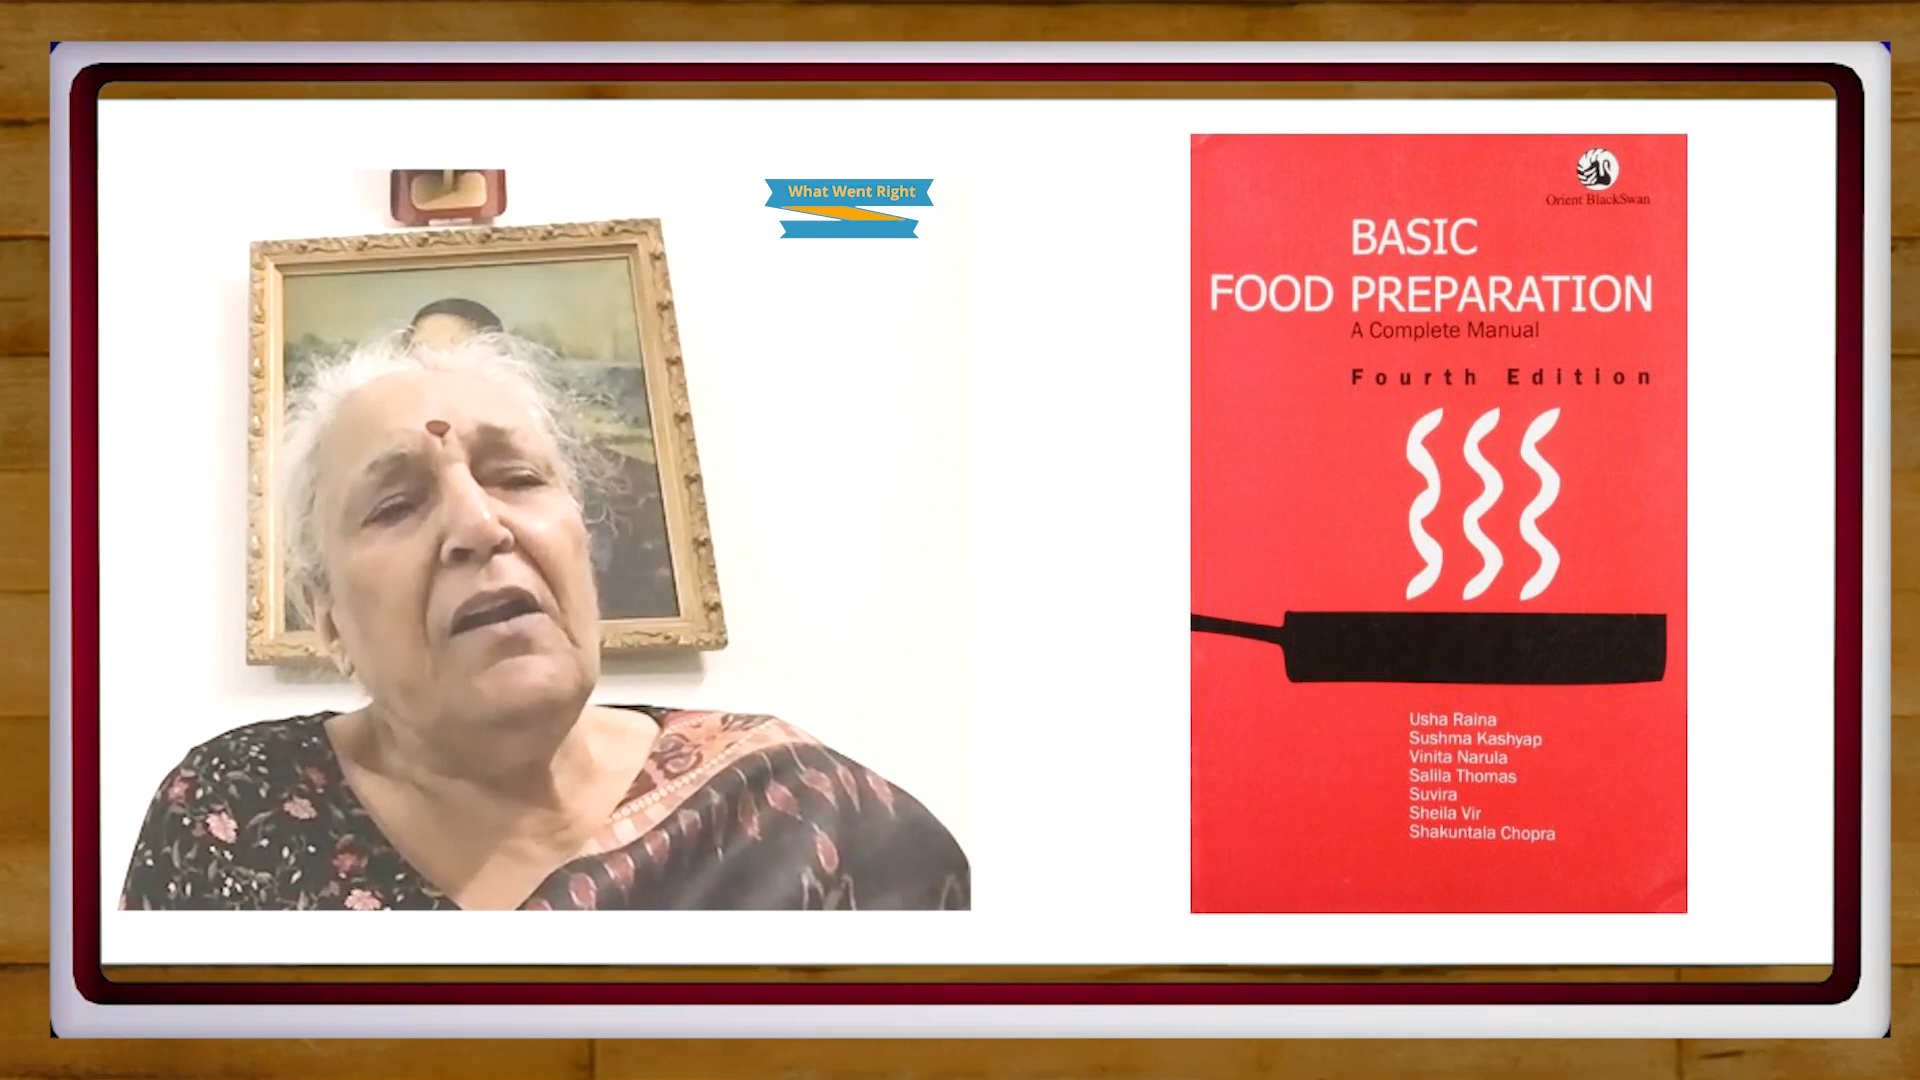 What Went Right
Orient BlackSwan
BASIC
FOOD PREPARATION
A Complete Manual
Fourth Edition
Usha Raina
Sushma Kashyap
Vinita Narula
Salila Thomas
Suvira
Sheila Vir
Shakuntala Chopra